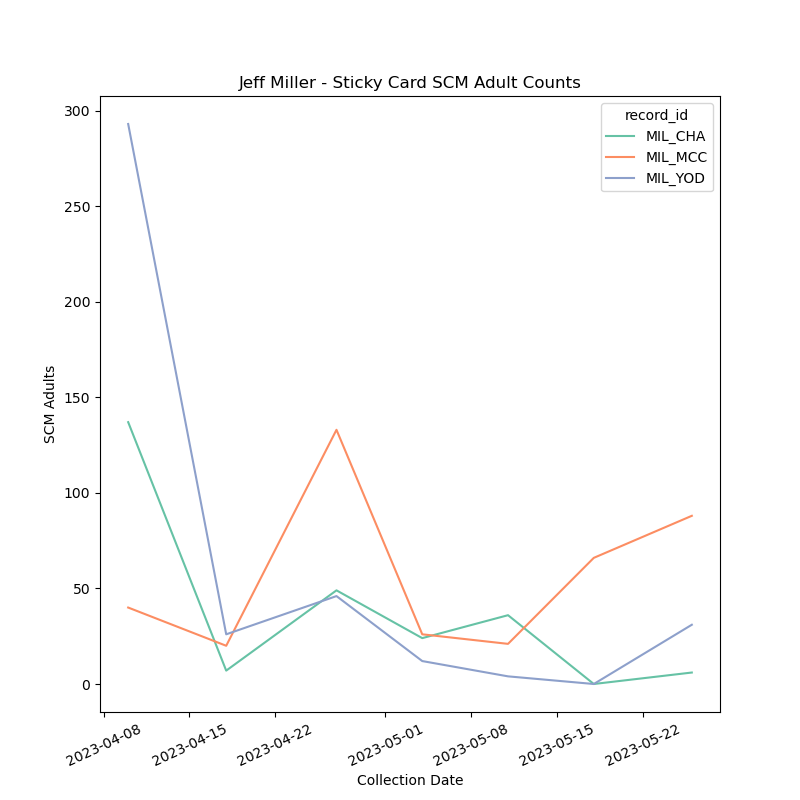 Jeff Miller - Sticky Card SCM Adult Counts
record_id
MIL_CHA
MIL_MCC
MIL_YOD
SCM Adults
300
250
200
150
100
50
0
2023-04-08
2023-04-15
2023-04-22
2023-05-01
2023-05-08
2023-05-15
2023-05-22
Collection Date